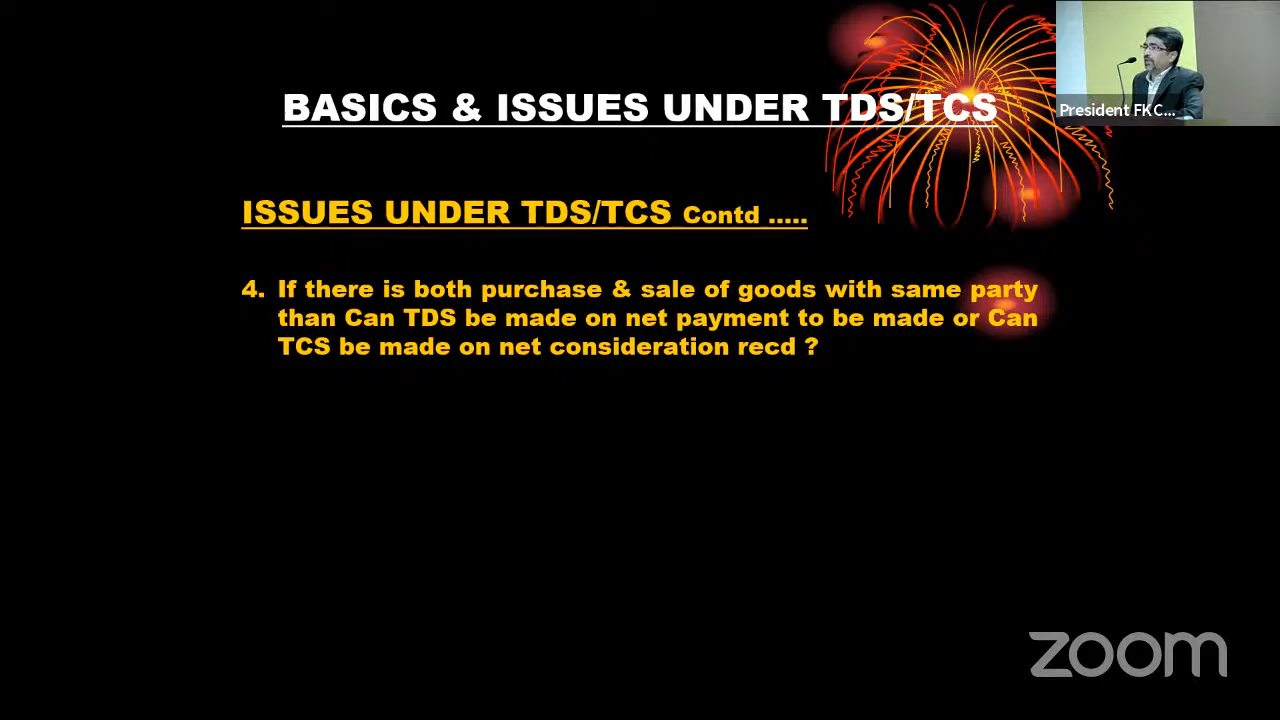 BASICS & ISSUES UNDER TDS/TCS
President FKC...
ISSUES UNDER TDS/TCS Contd .....
4. If there is both purchase & sale of goods with same party
than Can TDS be made on net payment to be made or Can
TCS be made on net consideration recd ?
zoom